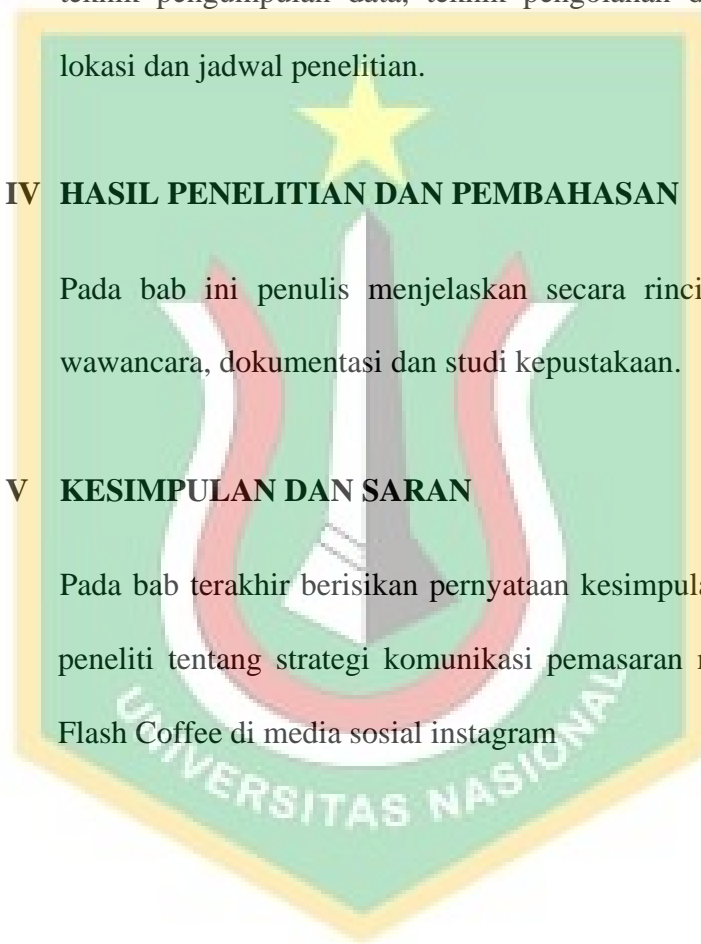 teknik pengumpulan data, teknik pengolahan
lokasi dan jadwal penelitian.
IV HASIL PENELITIAN DAN PEMBAHASAN
Pada bab ini penulis menjelaskan secara rinci
wawancara, dokumentasi dan studi kepustakaan.
V KESIMPULAN DAN SARAN
Pada bab terakhir berisikan pernyataan
peneliti tentang strategi komunikasi pemasaran
Flash Coffee di media sosial instagram
UNIVERSITAS NASIONAL